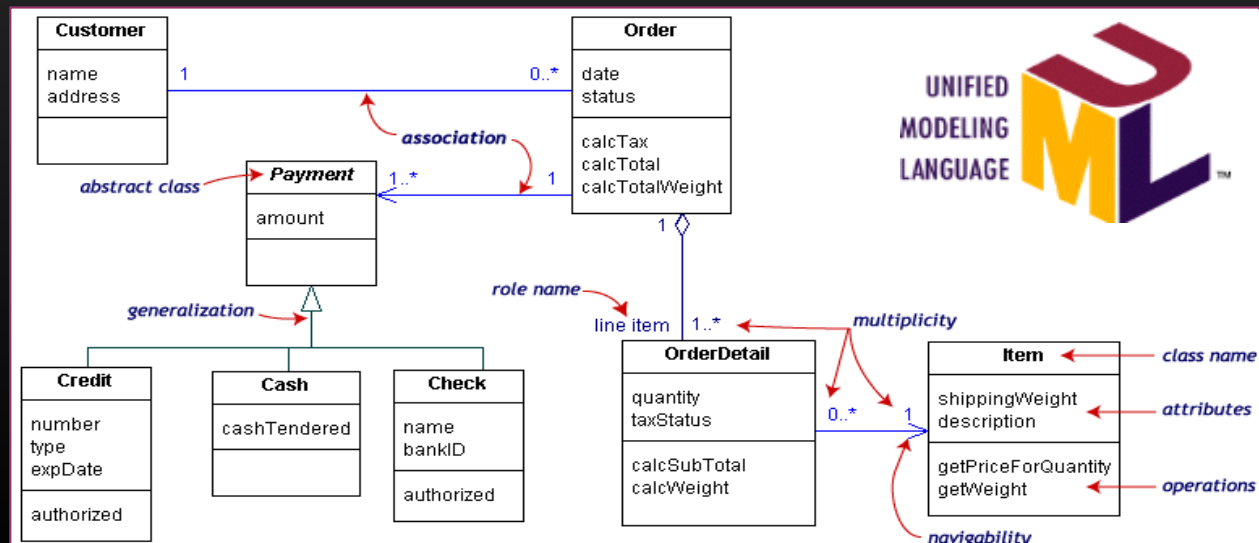 Customer
name
address
1
0..*
association
Order
date
status
calcTax
calcTotal
calcTotalWeight
UNIFIED
MODELING
LANGUAGE
UML
TM
abstract class
Payment
amount
1..*
1
1
generalization
role name
line item
1..*
multiplicity
Credit
number
type
expDate
authorized
Cash
cashTendered
Check
name
bankID
authorized
OrderDetail
quantity
taxStatus
calcSubTotal
calcWeight
0..*
1
Item
shippingWeight
description
getPriceForQuantity
getWeight
class name
attributes
operations
navigability